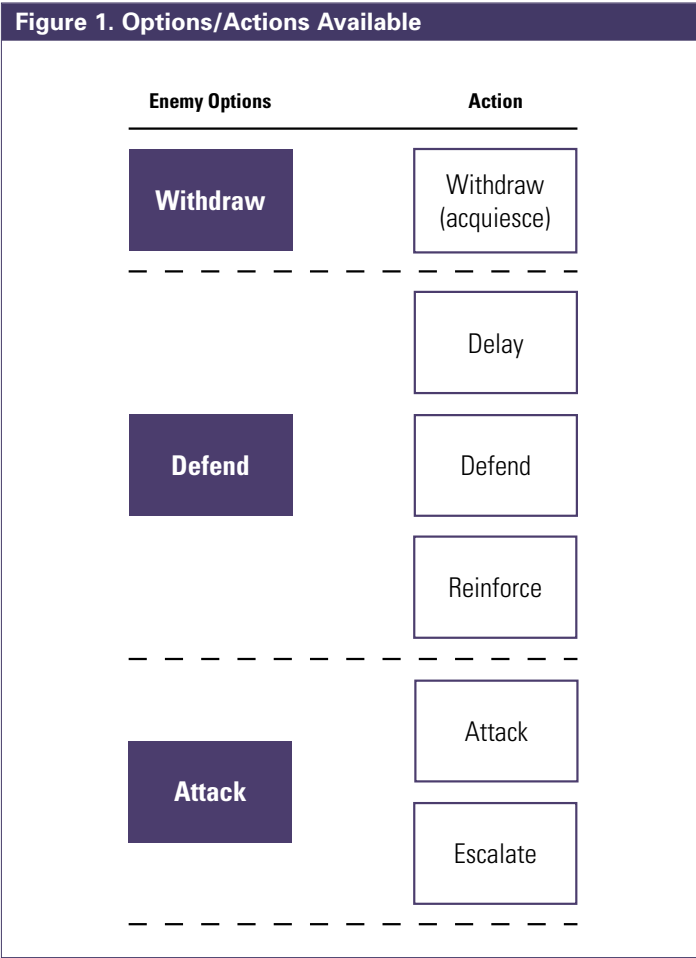 Figure 1. Options/Actions Available
Enemy Options
Action
Withdraw
Withdraw
(acquiesce)
Delay
Defend
Defend
Reinforce
Attack
Attack
Escalate